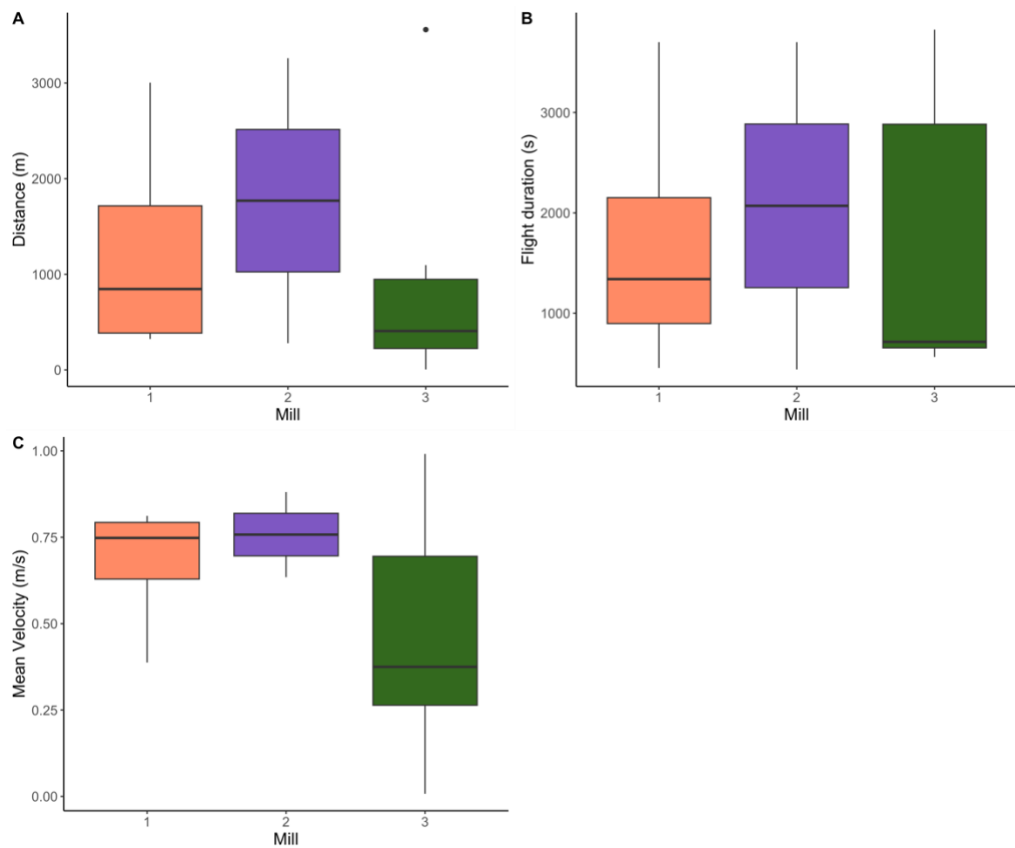 A
Distance (m)
3000
2000
1000
0
1 2 3
Mill
B
Flight duration (s)
3000
2000
1000
1 2 3
Mill
C
Mean Velocity (m/s)
1.00
0.75
0.50
0.25
0.00
1 2 3
Mill